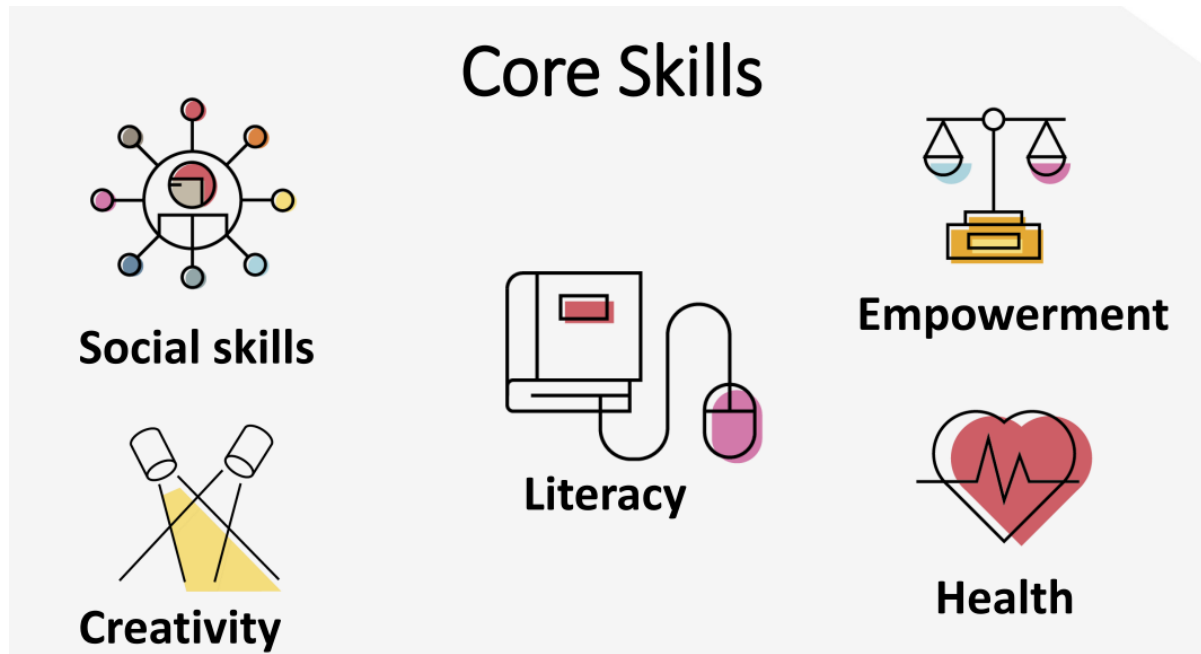 Core Skills
Social skills
Empowerment
Literacy
Creativity
Health